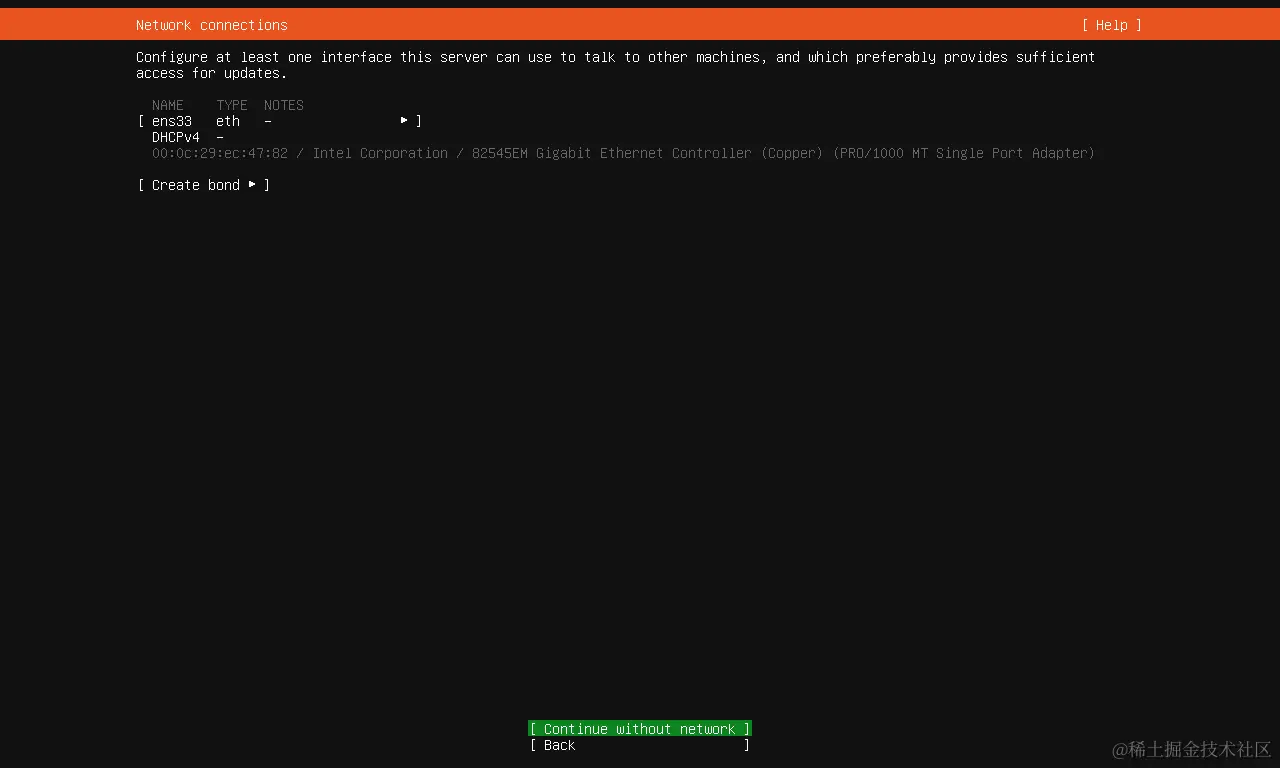 Network connections [ Help ]
Configure at least one interface this server can use to talk to other machines, and which preferably provides sufficient
access for updates.
NAME TYPE NOTES
[ ens33 eth - ▸ ]
DHCPv4 -
00:0c:29:ec:47:82 / Intel Corporation / 82545EM Gigabit Ethernet Controller (Copper) (PRO/1000 MT Single Port Adapter)
[ Create bond ▸ ]
[ Continue without network ]
[ Back ]
@稀土掘金技术社区